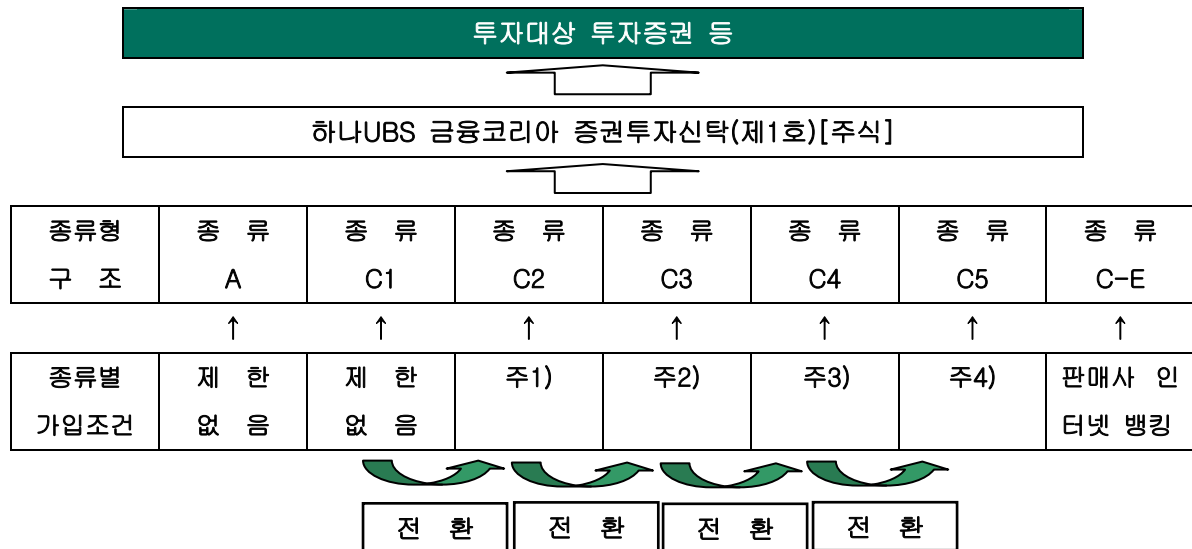 투자대상 투자증권 등
하나UBS 금융코리아 증권투자신탁(제1호)[주식]
종류형 종 류 종 류 종 류 종 류 종 류 종 류 종 류
구 조 A C1 C2 C3 C4 C5 C-E
↑ ↑ ↑ ↑ ↑ ↑ ↑
종류별 제 한 제 한 주1) 주2) 주3) 주4) 판매사 인
가입조건 없 음 없 음 터넷 뱅킹
전 환 전 환 전 환 전 환